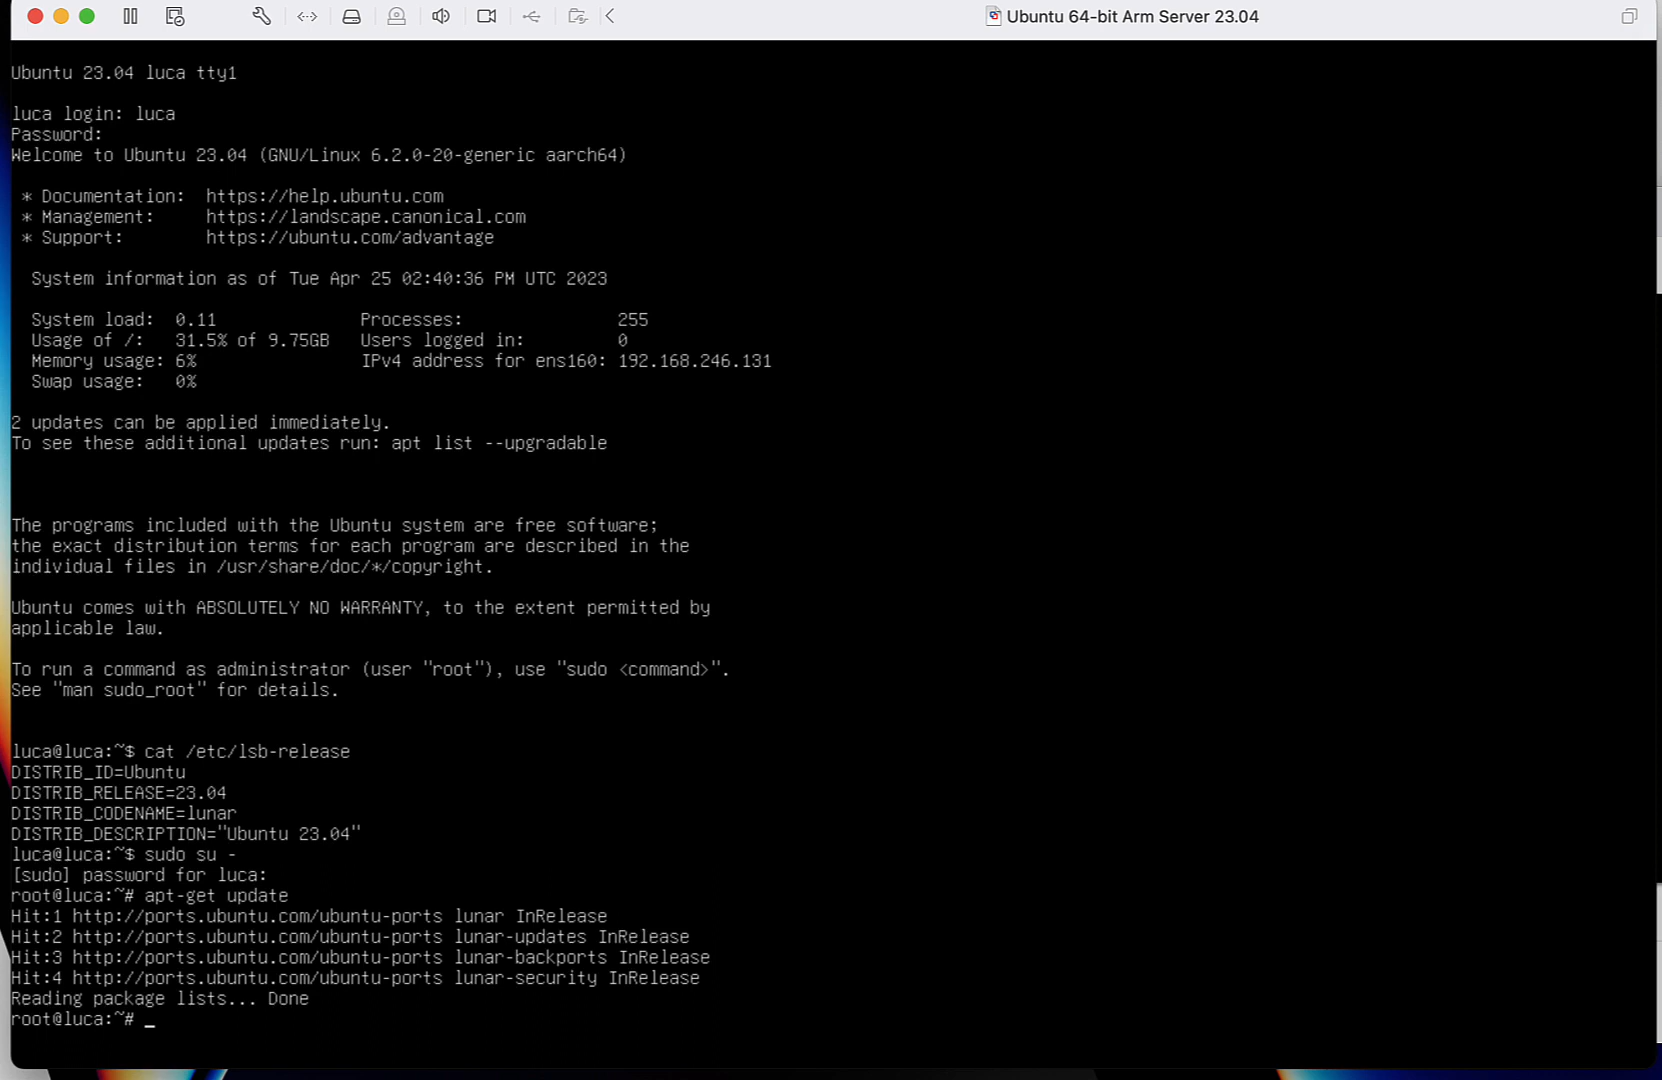 Ubuntu 64-bit Arm Server 23.04
Ubuntu 23.04 luca tty1
luca login: luca
Password:
Welcome to Ubuntu 23.04 (GNU/Linux 6.2.0-20-generic aarch64)
* Documentation:  https://help.ubuntu.com
* Management:     https://landscape.canonical.com
* Support:        https://ubuntu.com/advantage
System information as of Tue Apr 25 02:40:36 PM UTC 2023
System load:  0.11              Processes:               255
Usage of /:   31.5% of 9.75GB   Users logged in:         0
Memory usage: 6%                IPv4 address for ens160: 192.168.246.131
Swap usage:   0%
2 updates can be applied immediately.
To see these additional updates run: apt list --upgradable
The programs included with the Ubuntu system are free software;
the exact distribution terms for each program are described in the
individual files in /usr/share/doc/*/copyright.
Ubuntu comes with ABSOLUTELY NO WARRANTY, to the extent permitted by
applicable law.
To run a command as administrator (user "root"), use "sudo <command>".
See "man sudo_root" for details.
luca@luca:~$ cat /etc/lsb-release
DISTRIB_ID=Ubuntu
DISTRIB_RELEASE=23.04
DISTRIB_CODENAME=lunar
DISTRIB_DESCRIPTION="Ubuntu 23.04"
luca@luca:~$ sudo su -
[sudo] password for luca:
root@luca:~# apt-get update
Hit:1 http://ports.ubuntu.com/ubuntu-ports lunar InRelease
Hit:2 http://ports.ubuntu.com/ubuntu-ports lunar-updates InRelease
Hit:3 http://ports.ubuntu.com/ubuntu-ports lunar-backports InRelease
Hit:4 http://ports.ubuntu.com/ubuntu-ports lunar-security InRelease
Reading package lists... Done
root@luca:~# _